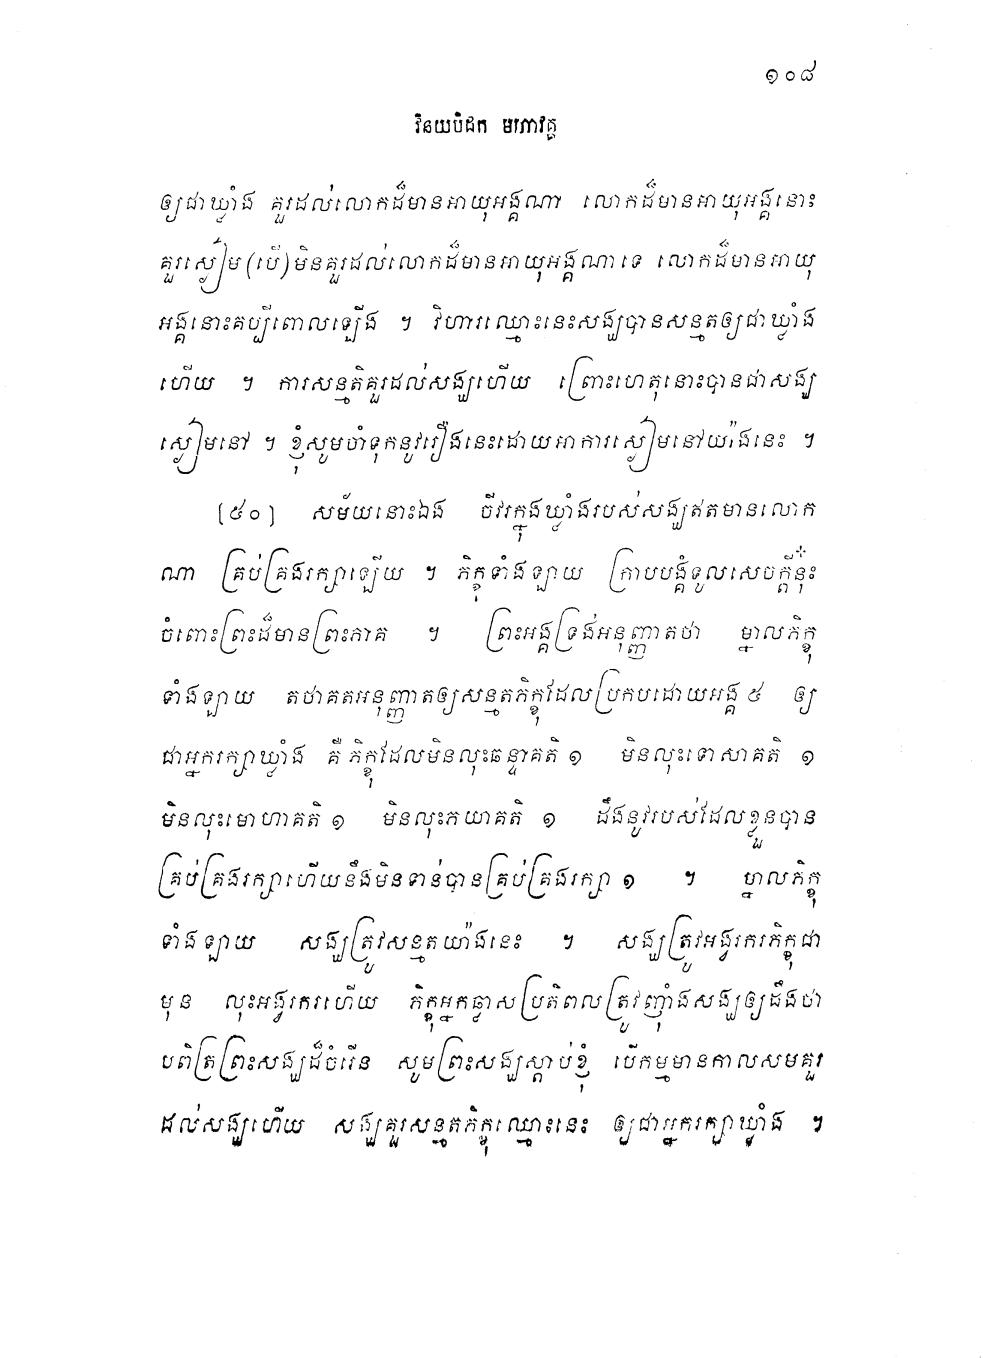 ១០៨
វិនយបិដក មហាវគ្គ
ឲ្យជាឃ្លាំង គួរដល់លោកដ៏មានអាយុអង្គណា លោកដ៏មានអាយុអង្គនោះ
គួរស្ងៀម (បើ) មិនគួរដល់លោកដ៏មានអាយុអង្គណាទេ លោកដ៏មានអាយុ
អង្គនោះគប្បីពោលឡើង ។ វិហារឈ្មោះនេះសង្ឃបានសន្មតឲ្យជាឃ្លាំង
ហើយ ។ ការសន្មតិគួរដល់សង្ឃហើយ ព្រោះហេតុនោះបានជាសង្ឃ
ស្ងៀមនៅ ។ ខ្ញុំសូមចាំទុកនូវរឿងនេះដោយអាការស្ងៀមនៅយ៉ាងនេះ ។
[៥០] សម័យនោះឯង ចីវរក្នុងឃ្លាំងរបស់សង្ឃឥតមានលោក
ណា គ្រប់គ្រងរក្សាឡើយ ។ ភិក្ខុទាំងឡាយ ក្រាបបង្គំទូលសេចក្តីនុ៎ះ
ចំពោះព្រះដ៏មានព្រះភាគ ។ ព្រះអង្គទ្រង់អនុញ្ញាតថា ម្នាលភិក្ខុ
ទាំងឡាយ តថាគតអនុញ្ញាតឲ្យសន្មតភិក្ខុដែលប្រកបដោយអង្គ ៥ ឲ្យ
ជាអ្នករក្សាឃ្លាំង គឺ ភិក្ខុដែលមិនលុះឆន្ទាគតិ ១ មិនលុះទោសាគតិ ១
មិនលុះមោហាគតិ ១ មិនលុះភយាគតិ ១ ដឹងនូវរបស់ដែលខ្លួនបាន
គ្រប់គ្រងរក្សាហើយនឹងមិនទាន់បានគ្រប់គ្រងរក្សា ១ ។ ម្នាលភិក្ខុ
ទាំងឡាយ សង្ឃត្រូវសន្មតយ៉ាងនេះ ។ សង្ឃត្រូវអង្វរករភិក្ខុជា
មុន លុះអង្វរករហើយ ភិក្ខុអ្នកឆ្លាសប្រតិពលត្រូវញ៉ាំងសង្ឃឲ្យដឹងថា
បពិត្រព្រះសង្ឃដ៏ចំរើន សូមព្រះសង្ឃស្តាប់ខ្ញុំ បើកម្មមានកាលសមគួរ
ដល់សង្ឃហើយ សង្ឃគួរសន្មតភិក្ខុឈ្មោះនេះ ឲ្យជាអ្នករក្សាឃ្លាំង ។